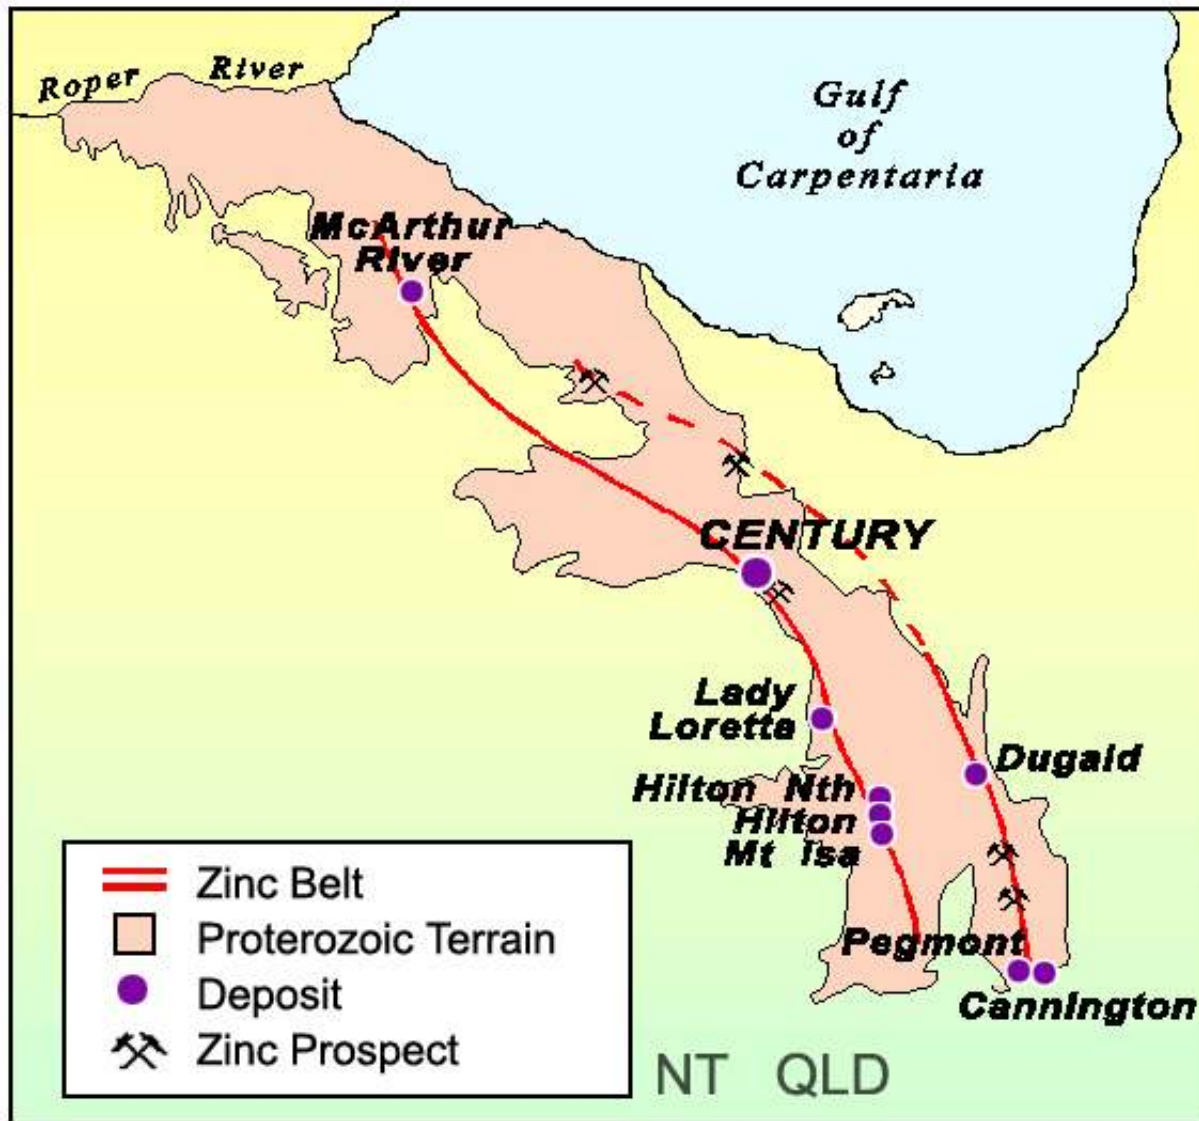 Roper River
Gulf
of
Carpentaria
McArthur
River
CENTURY
Lady
Loretta
Dugald
Hilton Nth
Hilton
Mt Isa
Pegmont
Cannington
Zinc Belt
Proterozoic Terrain
Deposit
Zinc Prospect
NT QLD